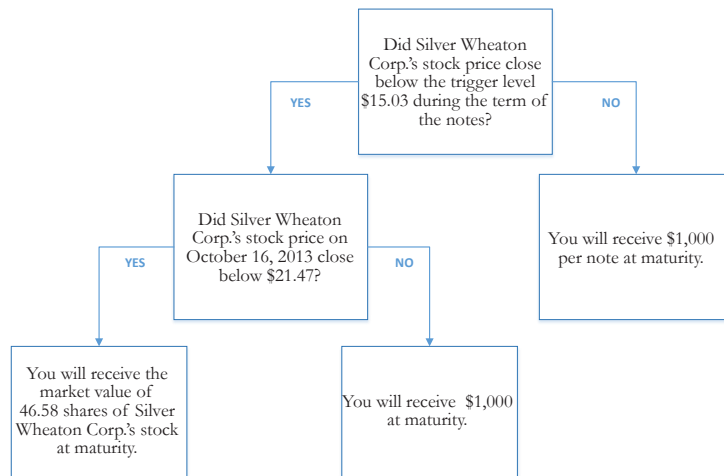 Did Silver Wheaton
Corp.'s stock price close
below the trigger level
$15.03 during the term of
the notes?
YES
NO
Did Silver Wheaton
Corp.'s stock price on
October 16, 2013 close
below $21.47?
You will receive $1,000
per note at maturity.
YES
NO
You will receive the
market value of
46.58 shares of Silver
Wheaton Corp.'s stock
at maturity.
You will receive $1,000
at maturity.